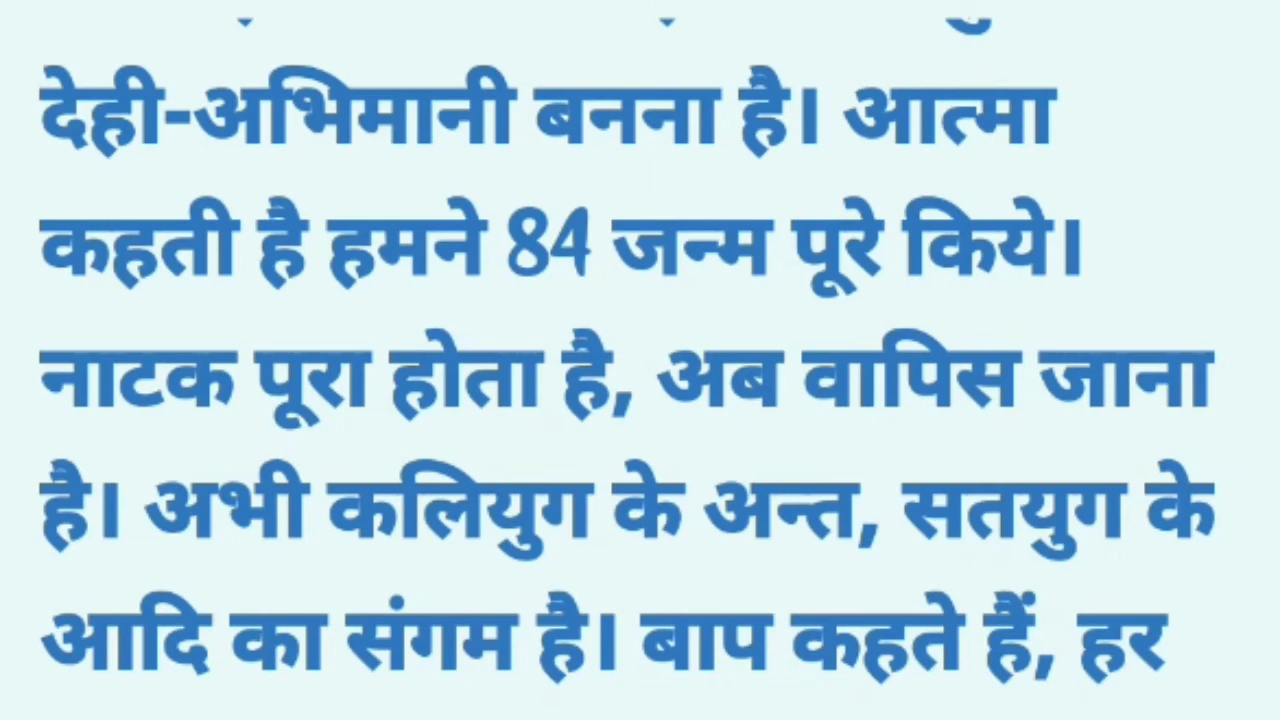 देही-अभिमानी बनना है। आत्मा
कहती है हमने 84 जन्म पूरे किये।
नाटक पूरा होता है, अब वापिस जाना
है। अभी कलियुग के अन्त, सतयुग के
आदि का संगम है। बाप कहते हैं, हर